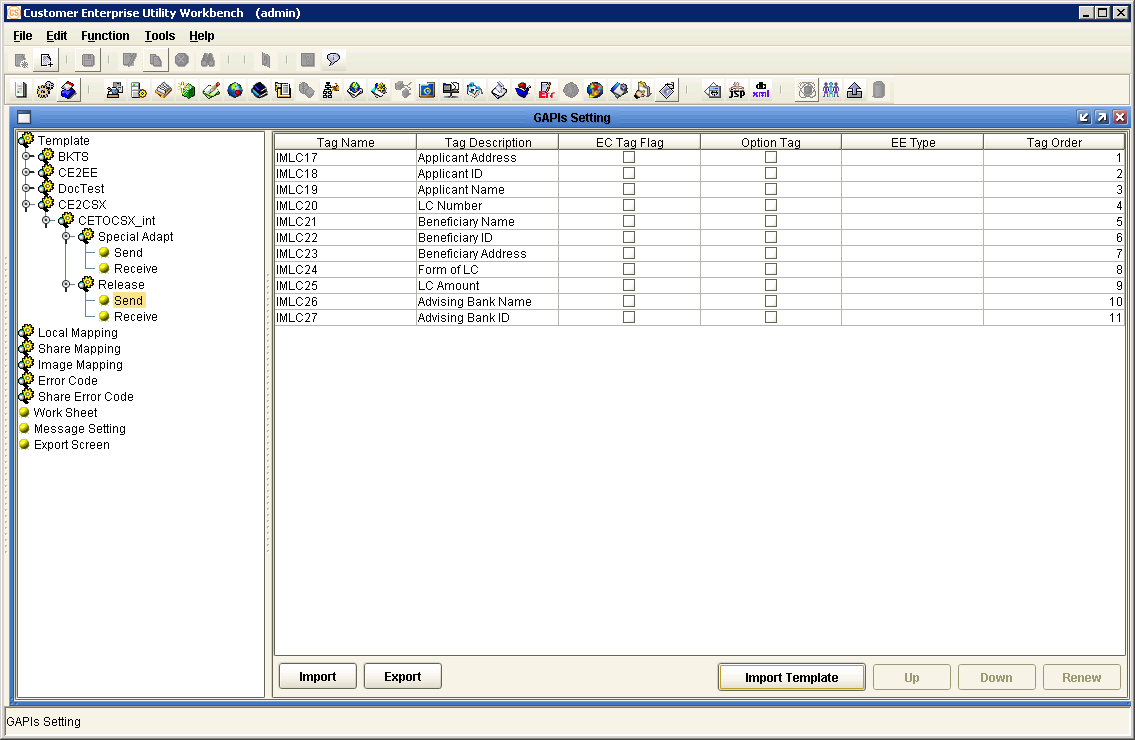 Customer Enterprise Utility Workbench (admin)
File Edit Function Tools Help
jsp db xml
GAPIs Setting
Template
BKTS
CE2EE
DocTest
CE2CSX
CETOCSX_int
Special Adapt
Send
Receive
Release
Send
Receive
Local Mapping
Share Mapping
Image Mapping
Error Code
Share Error Code
Work Sheet
Message Setting
Export Screen
Tag Name Tag Description EC Tag Flag Option Tag EE Type Tag Order
IMLC17 Applicant Address 1
IMLC18 Applicant ID 2
IMLC19 Applicant Name 3
IMLC20 LC Number 4
IMLC21 Beneficiary Name 5
IMLC22 Beneficiary ID 6
IMLC23 Beneficiary Address 7
IMLC24 Form of LC 8
IMLC25 LC Amount 9
IMLC26 Advising Bank Name 10
IMLC27 Advising Bank ID 11
Import Export Import Template Up Down Renew
GAPIs Setting